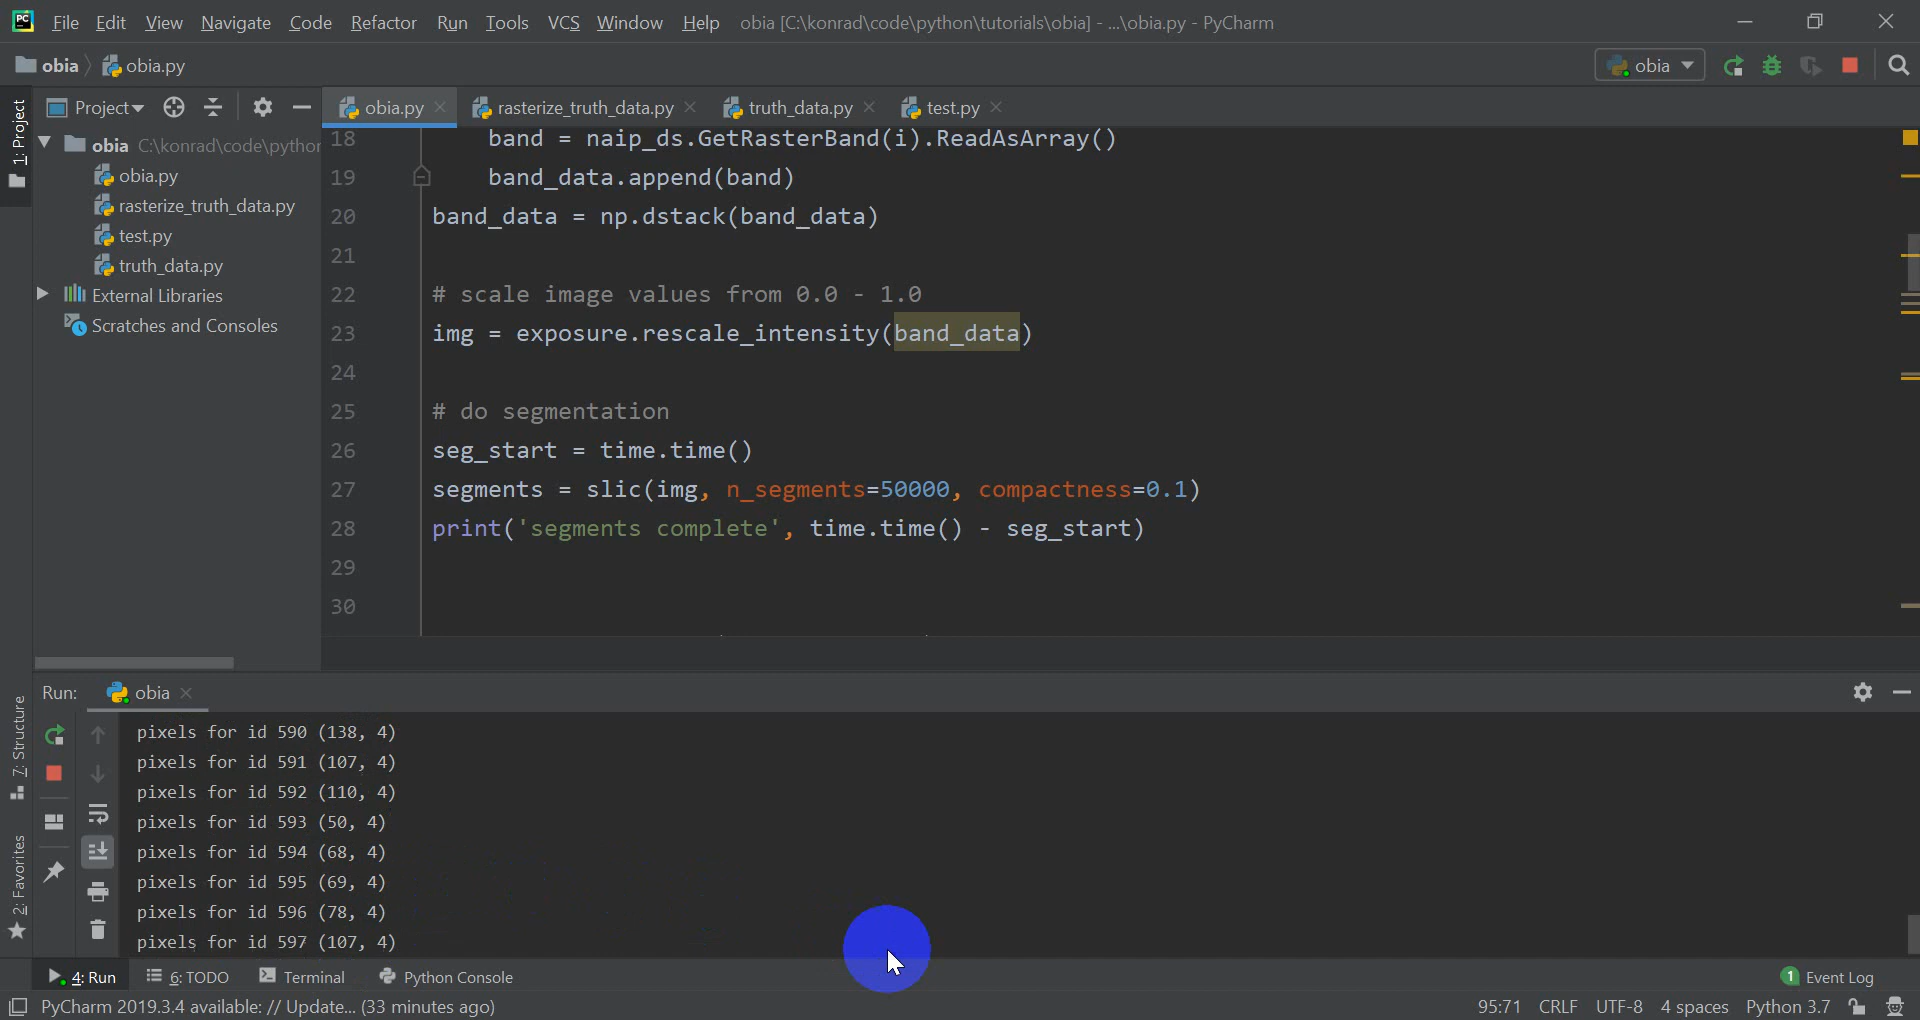 File Edit View Navigate Code Refactor Run Tools VCS Window Help obia [C:\konrad\code\python\tutorials\obia] - ...\obia.py - PyCharm
obia obia.py obia
1: Project
Project
obia.py rasterize_truth_data.py truth_data.py test.py
obia C:\konrad\code\python
obia.py
rasterize_truth_data.py
test.py
truth_data.py
External Libraries
Scratches and Consoles
18 band = naip_ds.GetRasterBand(i).ReadAsArray()
19 band_data.append(band)
20 band_data = np.dstack(band_data)
21
22 # scale image values from 0.0 - 1.0
23 img = exposure.rescale_intensity(band_data)
24
25 # do segmentation
26 seg_start = time.time()
27 segments = slic(img, n_segments=50000, compactness=0.1)
28 print('segments complete', time.time() - seg_start)
29
30
Run: obia
7: Structure
2: Favorites
pixels for id 590 (138, 4)
pixels for id 591 (107, 4)
pixels for id 592 (110, 4)
pixels for id 593 (50, 4)
pixels for id 594 (68, 4)
pixels for id 595 (69, 4)
pixels for id 596 (78, 4)
pixels for id 597 (107, 4)
4: Run 6: TODO Terminal Python Console 1 Event Log
PyCharm 2019.3.4 available: // Update... (33 minutes ago) 95:71 CRLF UTF-8 4 spaces Python 3.7